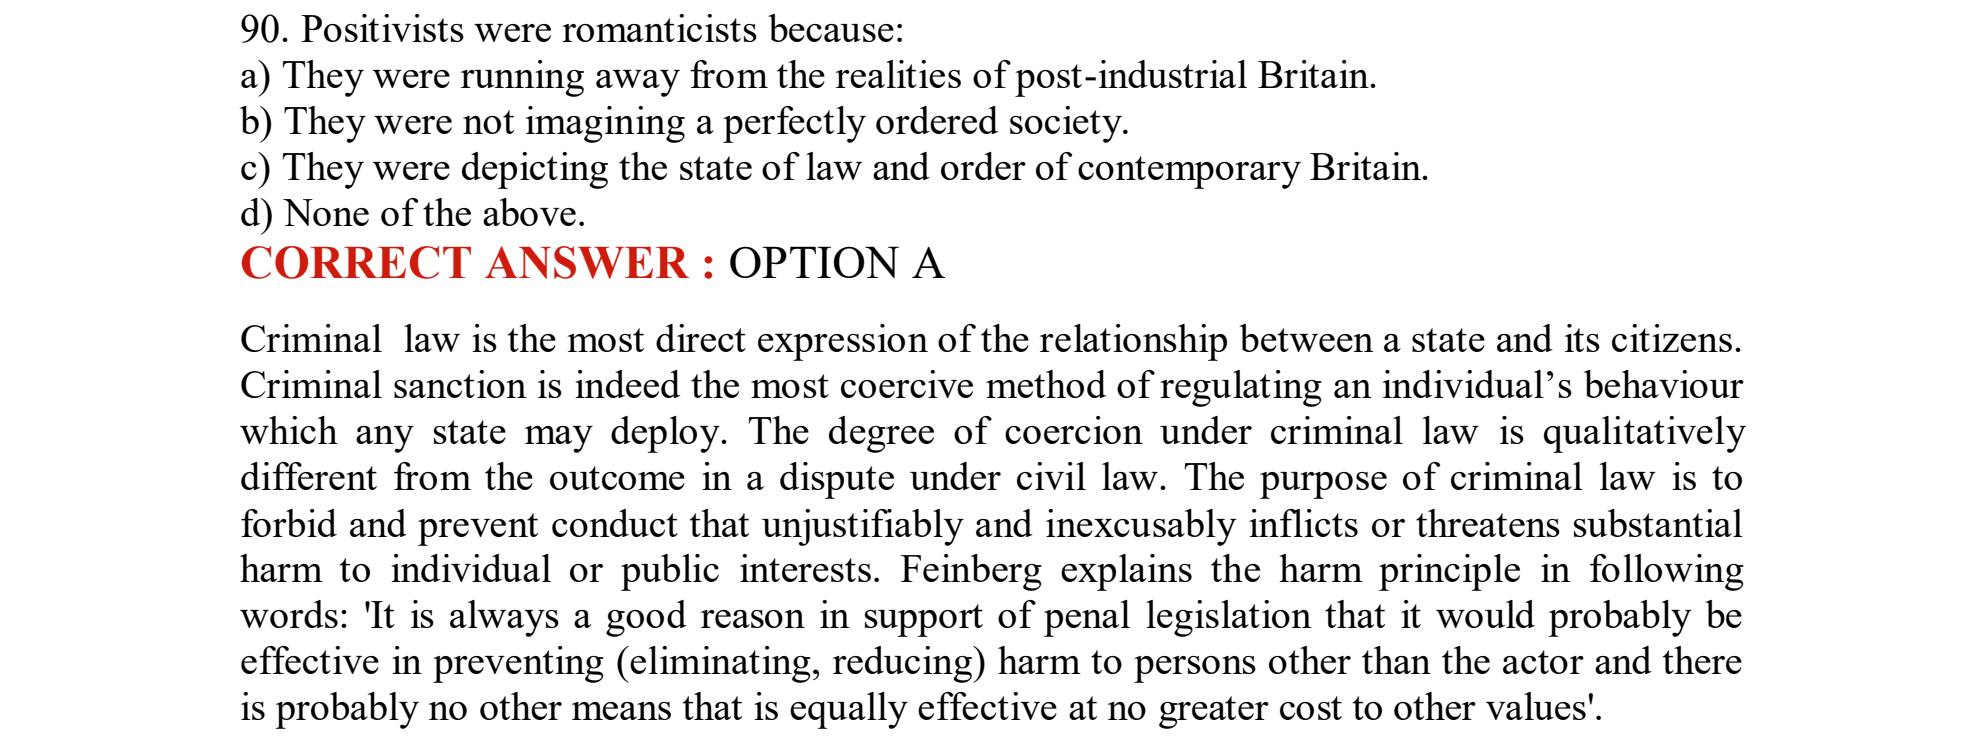 90. Positivists were romanticists because:
a) They were running away from the realities of post-industrial Britain.
b) They were not imagining a perfectly ordered society.
c) They were depicting the state of law and order of contemporary Britain.
d) None of the above.
CORRECT ANSWER : OPTION A
Criminal law is the most direct expression of the relationship between a state and its citizens.
Criminal sanction is indeed the most coercive method of regulating an individual’s behaviour
which any state may deploy. The degree of coercion under criminal law is qualitatively
different from the outcome in a dispute under civil law. The purpose of criminal law is to
forbid and prevent conduct that unjustifiably and inexcusably inflicts or threatens substantial
harm to individual or public interests. Feinberg explains the harm principle in following
words: 'It is always a good reason in support of penal legislation that it would probably be
effective in preventing (eliminating, reducing) harm to persons other than the actor and there
is probably no other means that is equally effective at no greater cost to other values'.